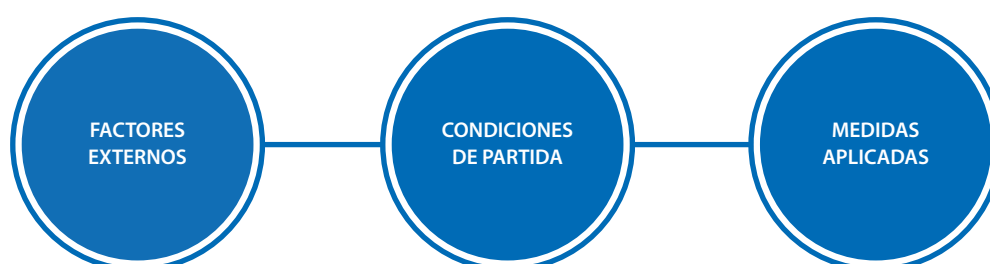 FACTORES
EXTERNOS
CONDICIONES
DE PARTIDA
MEDIDAS
APLICADAS